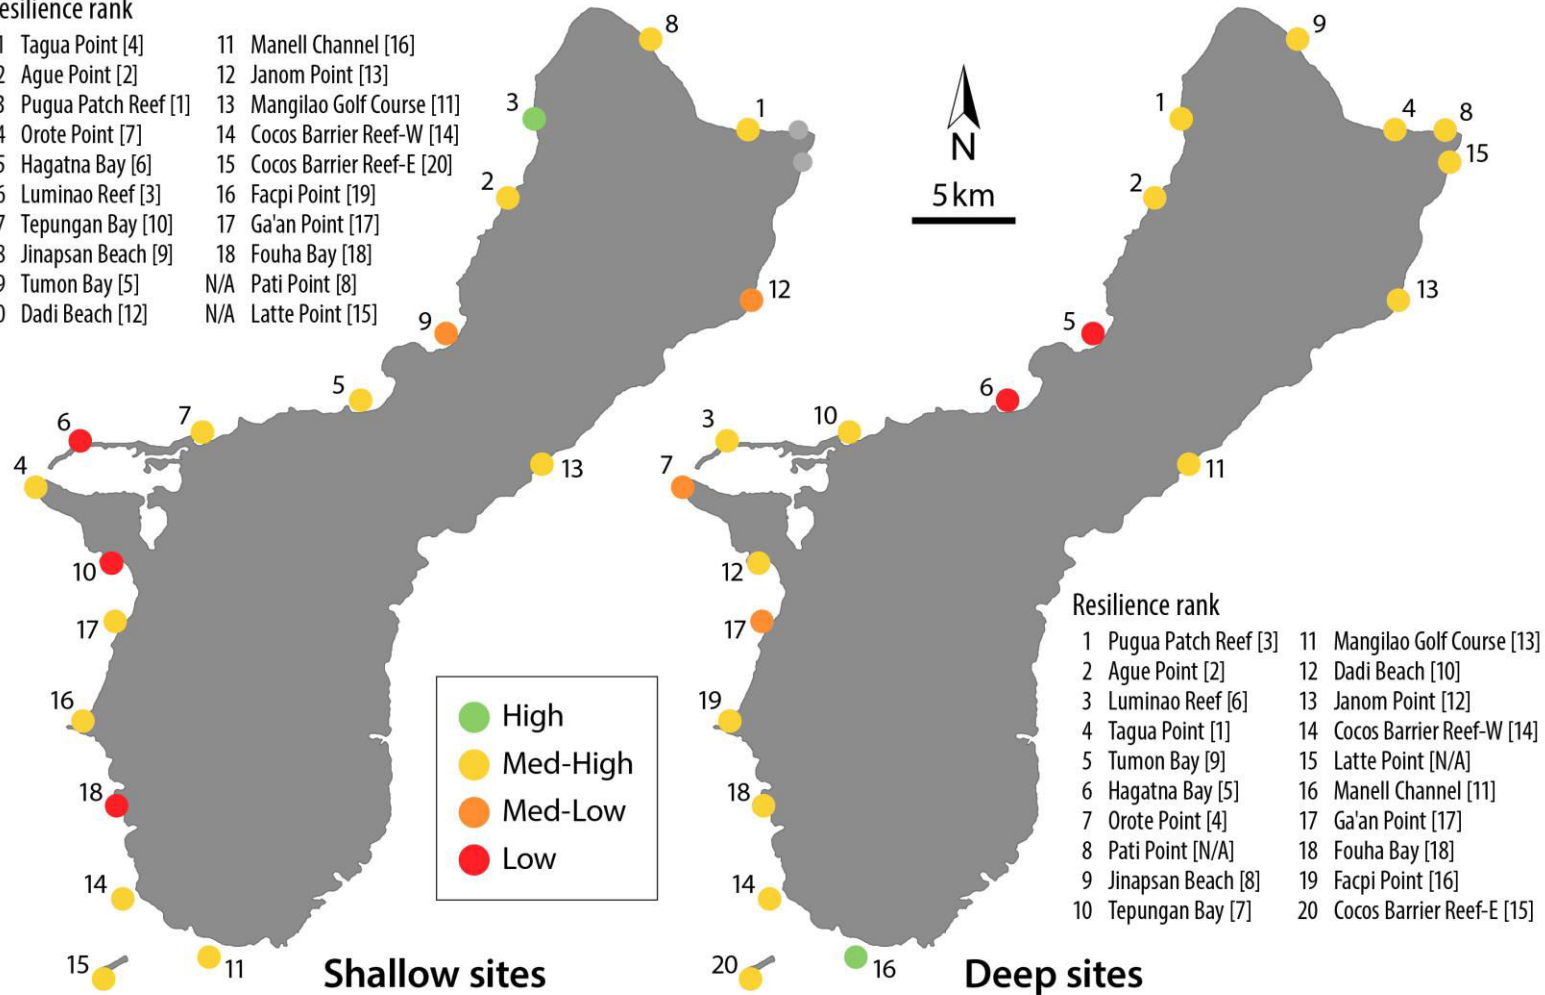 esilience rank
1 Tagua Point [4]
2 Ague Point [2]
3 Pugua Patch Reef [1]
4 Orote Point [7]
5 Hagatna Bay [6]
6 Luminao Reef [3]
7 Tepungan Bay [10]
8 Jinapsan Beach [9]
9 Tumon Bay [5]
0 Dadi Beach [12]
11 Manell Channel [16]
12 Janom Point [13]
13 Mangilao Golf Course [11]
14 Cocos Barrier Reef-W [14]
15 Cocos Barrier Reef-E [20]
16 Facpi Point [19]
17 Ga'an Point [17]
18 Fouha Bay [18]
N/A Pati Point [8]
N/A Latte Point [15]
8
3
1
2
12
9
5
7
6
4
13
10
17
16
18
14
15
11
Shallow sites
High
Med-High
Med-Low
Low
N
5 km
9
1
4
8
15
2
13
5
6
10
3
7
11
12
17
19
18
14
20
16
Deep sites
Resilience rank
1 Pugua Patch Reef [3]
2 Ague Point [2]
3 Luminao Reef [6]
4 Tagua Point [1]
5 Tumon Bay [9]
6 Hagatna Bay [5]
7 Orote Point [4]
8 Pati Point [N/A]
9 Jinapsan Beach [8]
10 Tepungan Bay [7]
11 Mangilao Golf Course [13]
12 Dadi Beach [10]
13 Janom Point [12]
14 Cocos Barrier Reef-W [14]
15 Latte Point [N/A]
16 Manell Channel [11]
17 Ga'an Point [17]
18 Fouha Bay [18]
19 Facpi Point [16]
20 Cocos Barrier Reef-E [15]